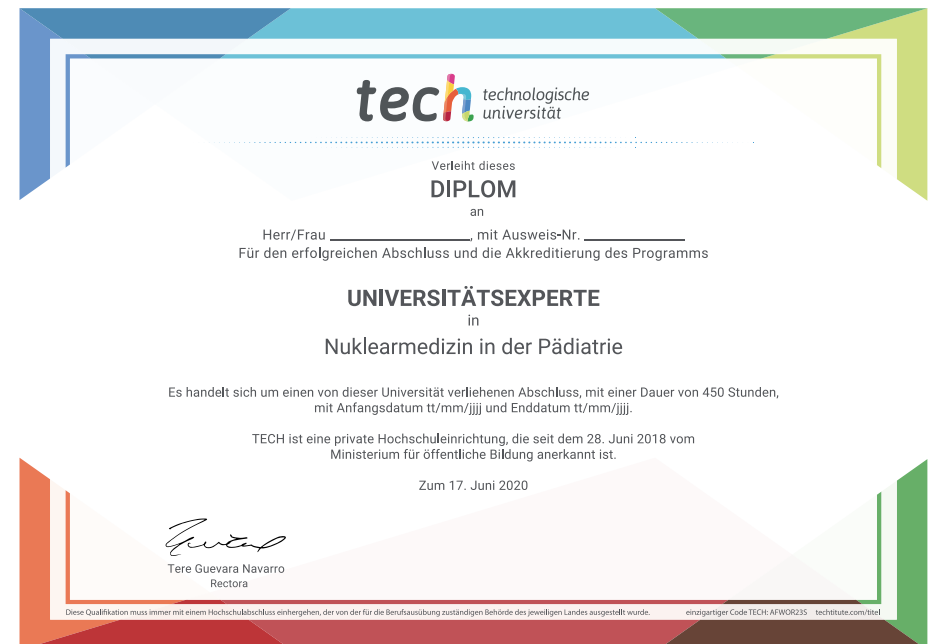 tech technologische
universität
Verleiht dieses
DIPLOM
an
Herr/Frau ____________, mit Ausweis-Nr. ____________
Für den erfolgreichen Abschluss und die Akkreditierung des Programms
UNIVERSITÄTSEXPERTE
in
Nuklearmedizin in der Pädiatrie
Es handelt sich um einen von dieser Universität verliehenen Abschluss, mit einer Dauer von 450 Stunden,
mit Anfangsdatum tt/mm/jjjj und Enddatum tt/mm/jjjj.
TECH ist eine private Hochschuleinrichtung, die seit dem 28. Juni 2018 vom
Ministerium für öffentliche Bildung anerkannt ist.
Zum 17. Juni 2020
Tere Guevara Navarro
Rectora
Diese Qualifikation muss immer mit einem Hochschulabschluss einhergehen, der von der für die Berufsausübung zuständigen Behörde des jeweiligen Landes ausgestellt wurde. einzigartiger Code TECH: AFWOR23S techtitute.com/titel